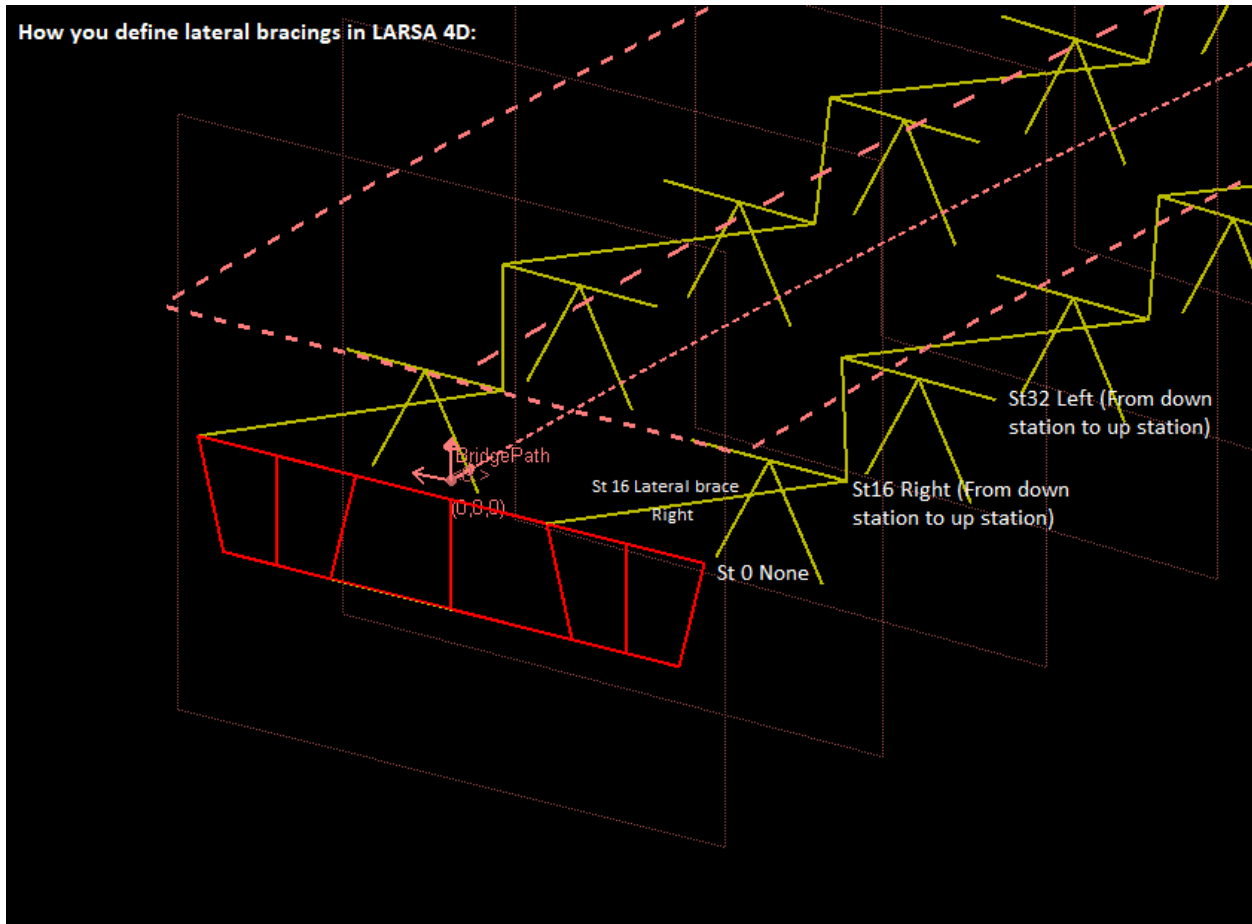 How you define lateral bracings in LARSA 4D:
St32 Left (From down
station to up station)
BridgePath
St 16 Lateral brace
Right
St16 Right (From down
station to up station)
(0,0,0)
St 0 None